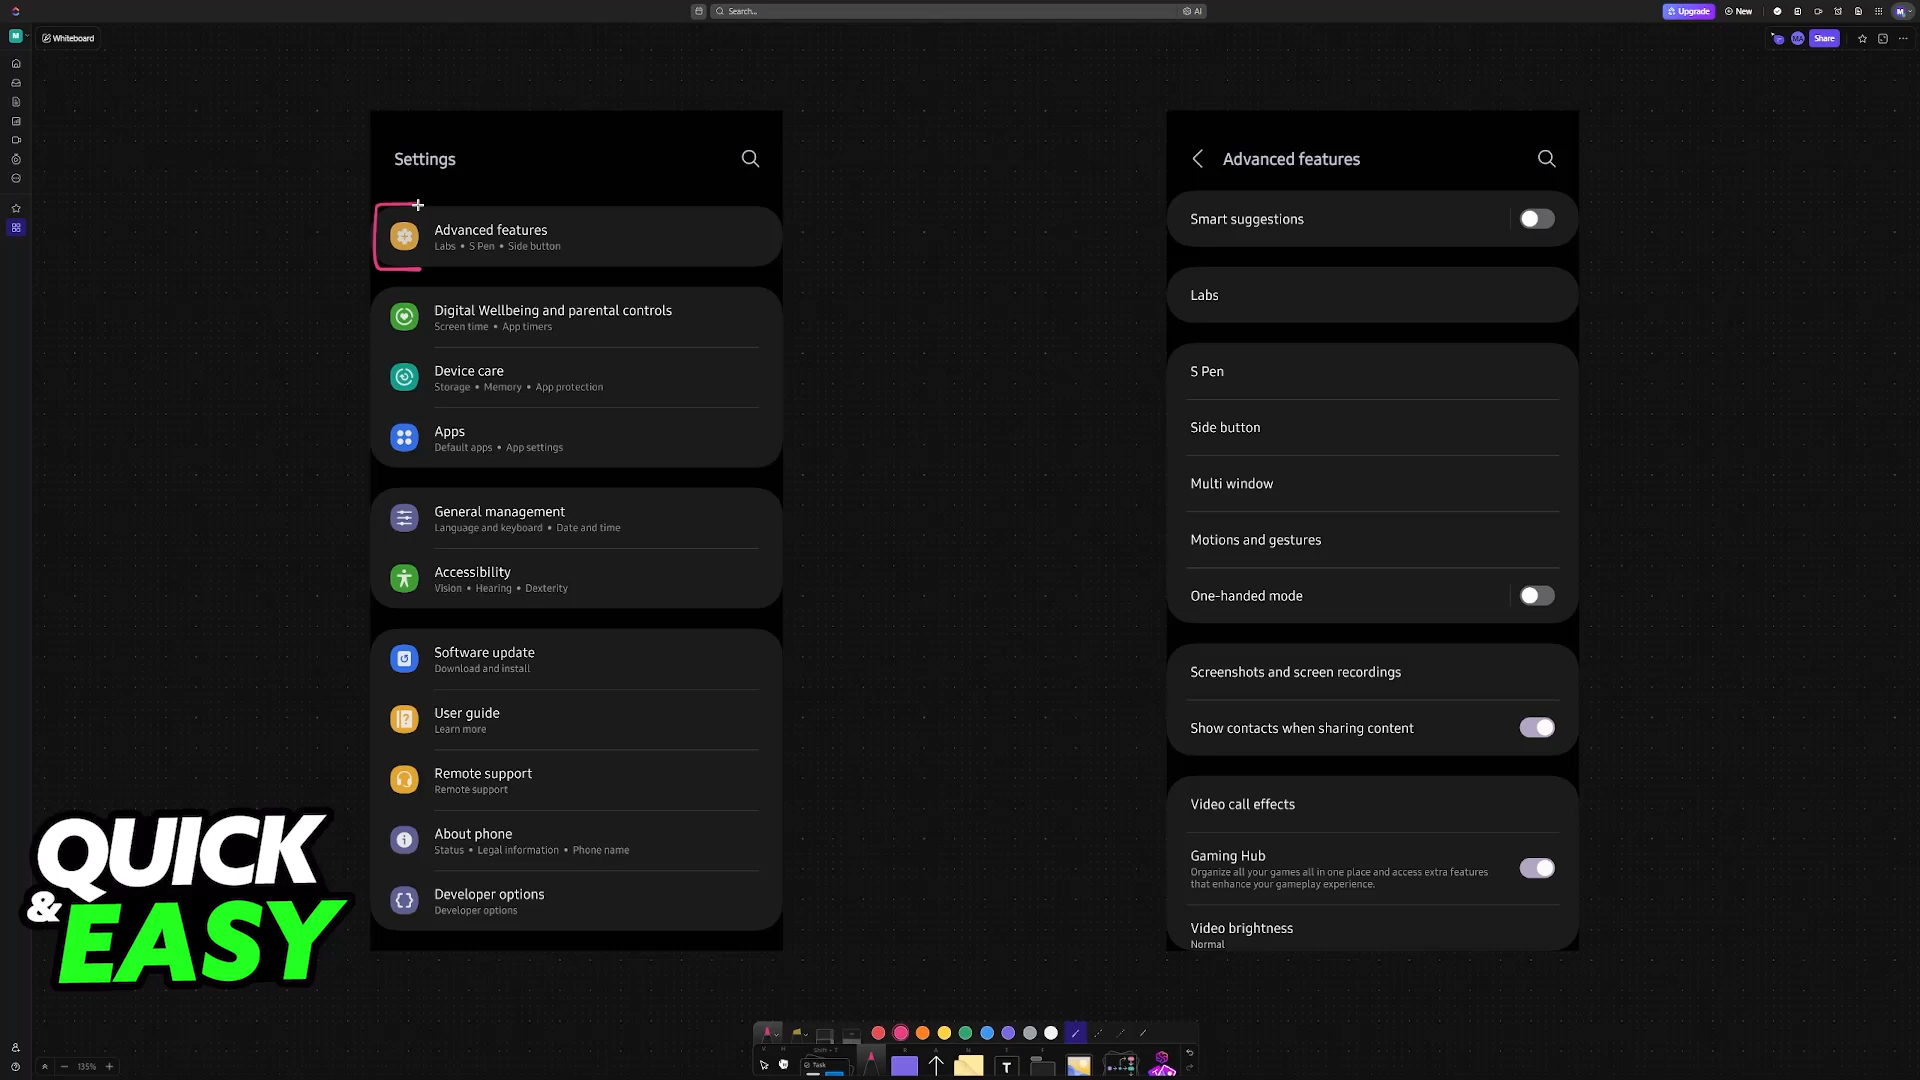 Search...
AI
Upgrade
New
M
M
Whiteboard
MA
Share
Settings
Advanced features
Labs • S Pen • Side button
Digital Wellbeing and parental controls
Screen time • App timers
Device care
Storage • Memory • App protection
Apps
Default apps • App settings
General management
Language and keyboard • Date and time
Accessibility
Vision • Hearing • Dexterity
Software update
Download and install
User guide
Learn more
Remote support
Remote support
About phone
Status • Legal information • Phone name
Developer options
Developer options
Advanced features
Smart suggestions
Labs
S Pen
Side button
Multi window
Motions and gestures
One-handed mode
Screenshots and screen recordings
Show contacts when sharing content
Video call effects
Gaming Hub
Organize all your games all in one place and access extra features
that enhance your gameplay experience.
Video brightness
Normal
QUICK
& EASY
135%
Shift + T
Task
T